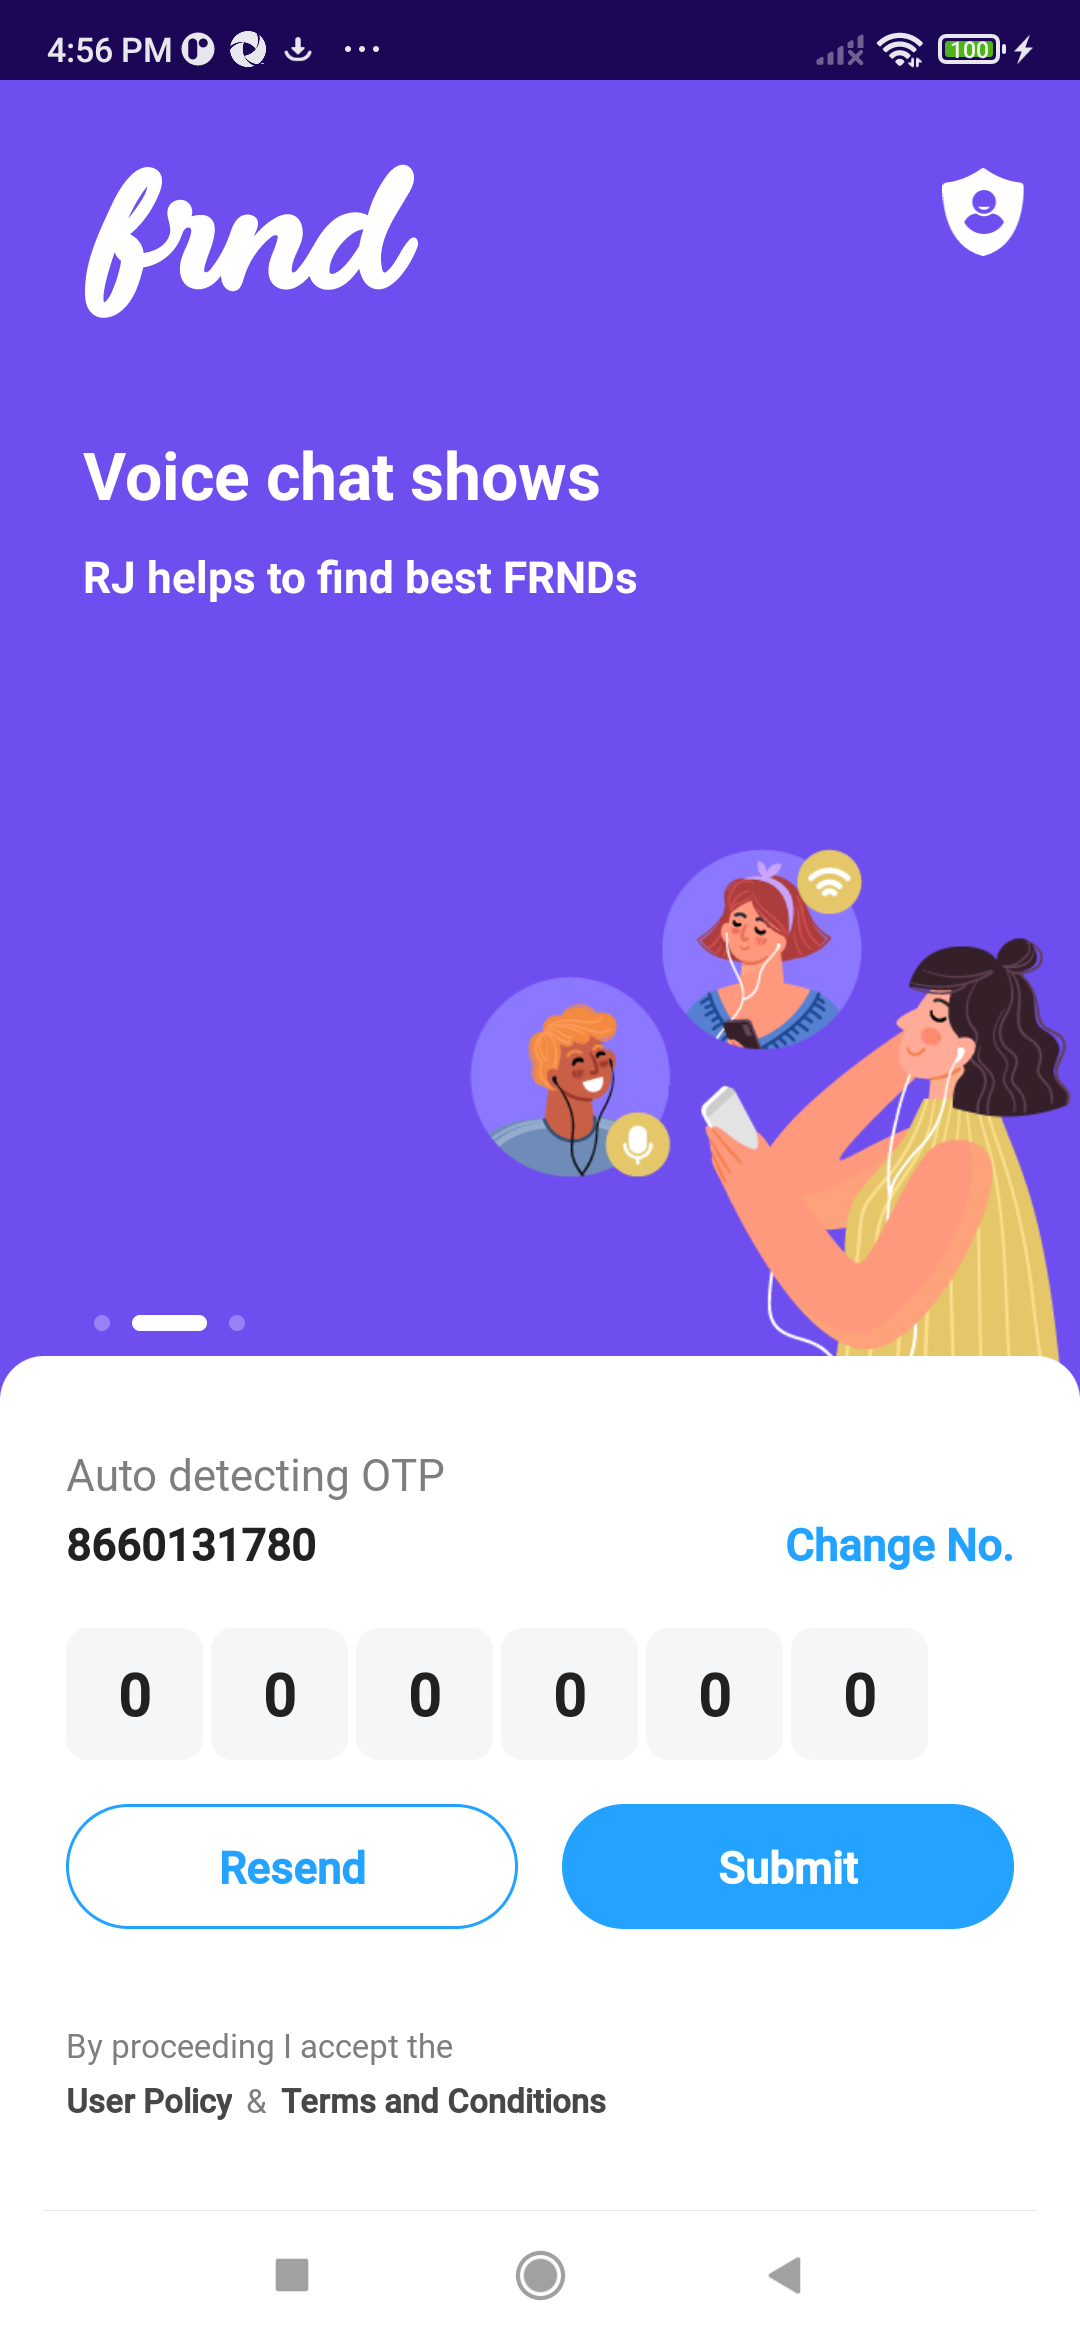 4:56 PM
100
frnd
Voice chat shows
RJ helps to find best FRNDs
Auto detecting OTP
8660131780
Change No.
0 0 0 0 0 0
Resend
Submit
By proceeding I accept the
User Policy & Terms and Conditions